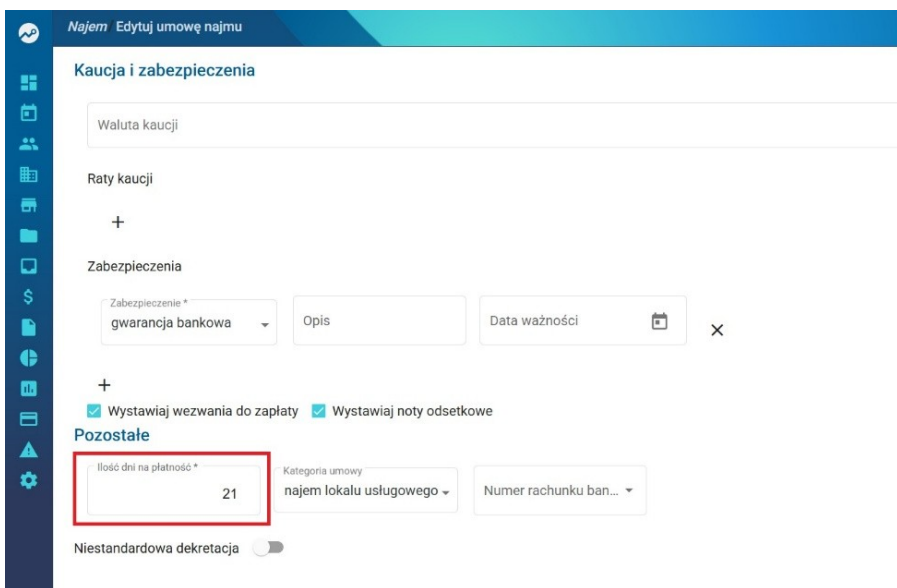 Najem / Edytuj umowę najmu
Kaucja i zabezpieczenia
Waluta kaucji
Raty kaucji
+
Zabezpieczenia
Zabezpieczenie *
gwarancja bankowa
Opis
Data ważności
+
Wystawiaj wezwania do zapłaty Wystawiaj noty odsetkowe
Pozostałe
Ilość dni na płatność *
21
Kategoria umowy
najem lokalu usługowego
Numer rachunku ban...
Niestandardowa dekretacja